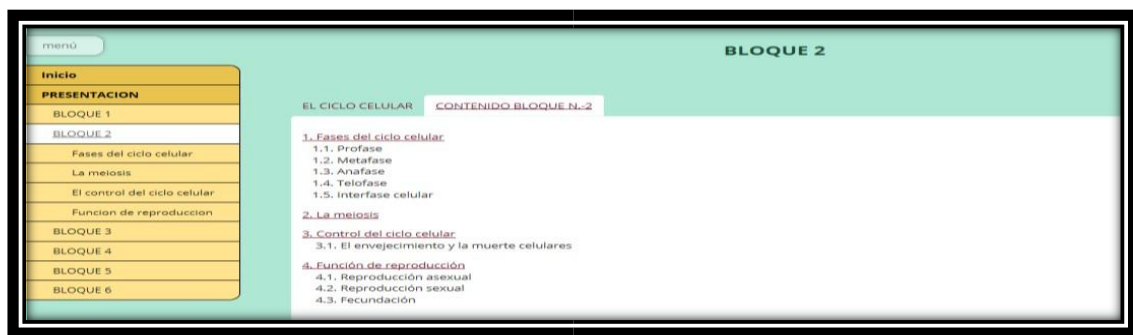 menú
BLOQUE 2
Inicio
PRESENTACION
BLOQUE 1
BLOQUE 2
Fases del ciclo celular
La meiosis
El control del ciclo celular
Funcion de reproduccion
BLOQUE 3
BLOQUE 4
BLOQUE 5
BLOQUE 6
EL CICLO CELULAR
CONTENIDO BLOQUE N.-2
1. Fases del ciclo celular
1.1. Profase
1.2. Metafase
1.3. Anafase
1.4. Telofase
1.5. Interfase celular
2. La meiosis
3. Control del ciclo celular
3.1. El envejecimiento y la muerte celulares
4. Función de reproducción
4.1. Reproducción asexual
4.2. Reproducción sexual
4.3. Fecundación